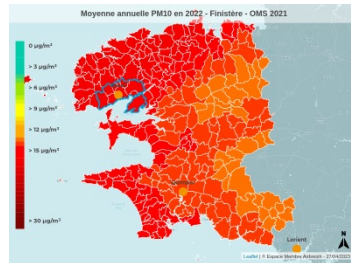 Moyenne annuelle PM10 en 2022 - Finistère - OMS 2021
0 µg/m³
> 3 µg/m³
> 6 µg/m³
> 9 µg/m³
> 12 µg/m³
> 15 µg/m³
> 30 µg/m³
Lorient
N
Leaflet | © Espace Membre Airbreizh - 27/04/2023